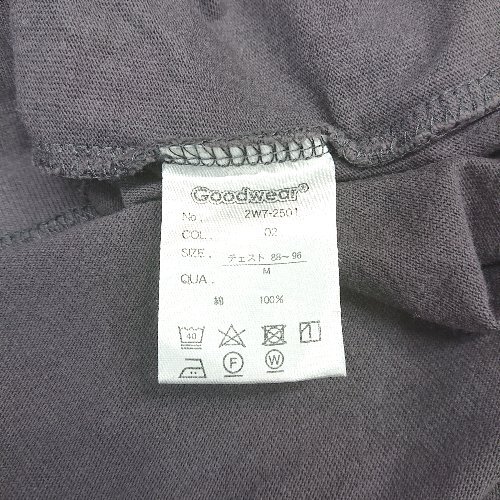 Goodwear®
No. 2W7-2501
COL. 02
SIZE. チェスト 88～96
M
QUA.
綿 100%
40
F W